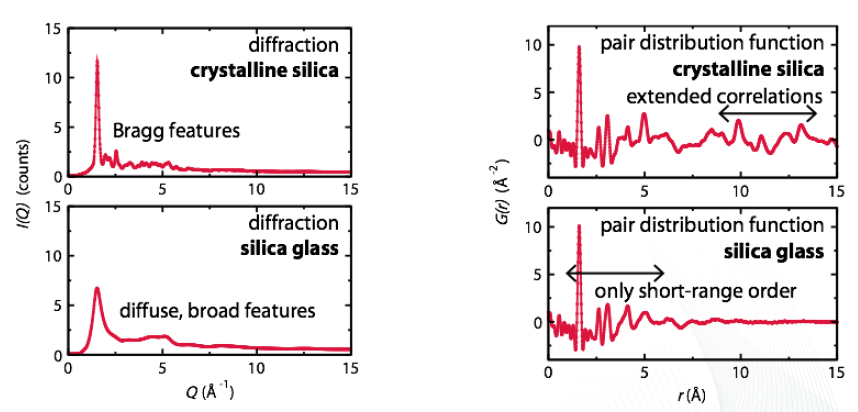 15
10
5
0
diffraction
crystalline silica
Bragg features
0 5 10 15
I(Q) (counts)
15
10
5
0
diffraction
silica glass
diffuse, broad features
0 5 10 15
Q (Å⁻¹)
10
5
0
pair distribution function
crystalline silica
extended correlations
0 5 10 15
G(r) (Å⁻²)
10
5
0
pair distribution function
silica glass
only short-range order
0 5 10 15
r (Å)